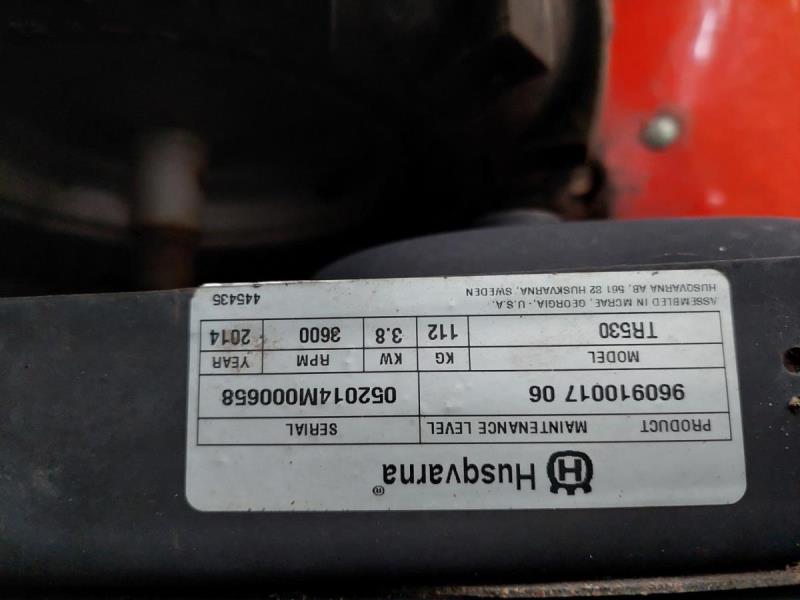 Husqvarna®
PRODUCT MAINTENANCE LEVEL SERIAL
960910017 06 052014M000658
MODEL KG KW RPM YEAR
TR530 112 3.8 3600 2014
ASSEMBLED IN MCRAE, GEORGIA, U.S.A.
HUSQVARNA AB, 561 82 HUSKVARNA, SWEDEN 445435